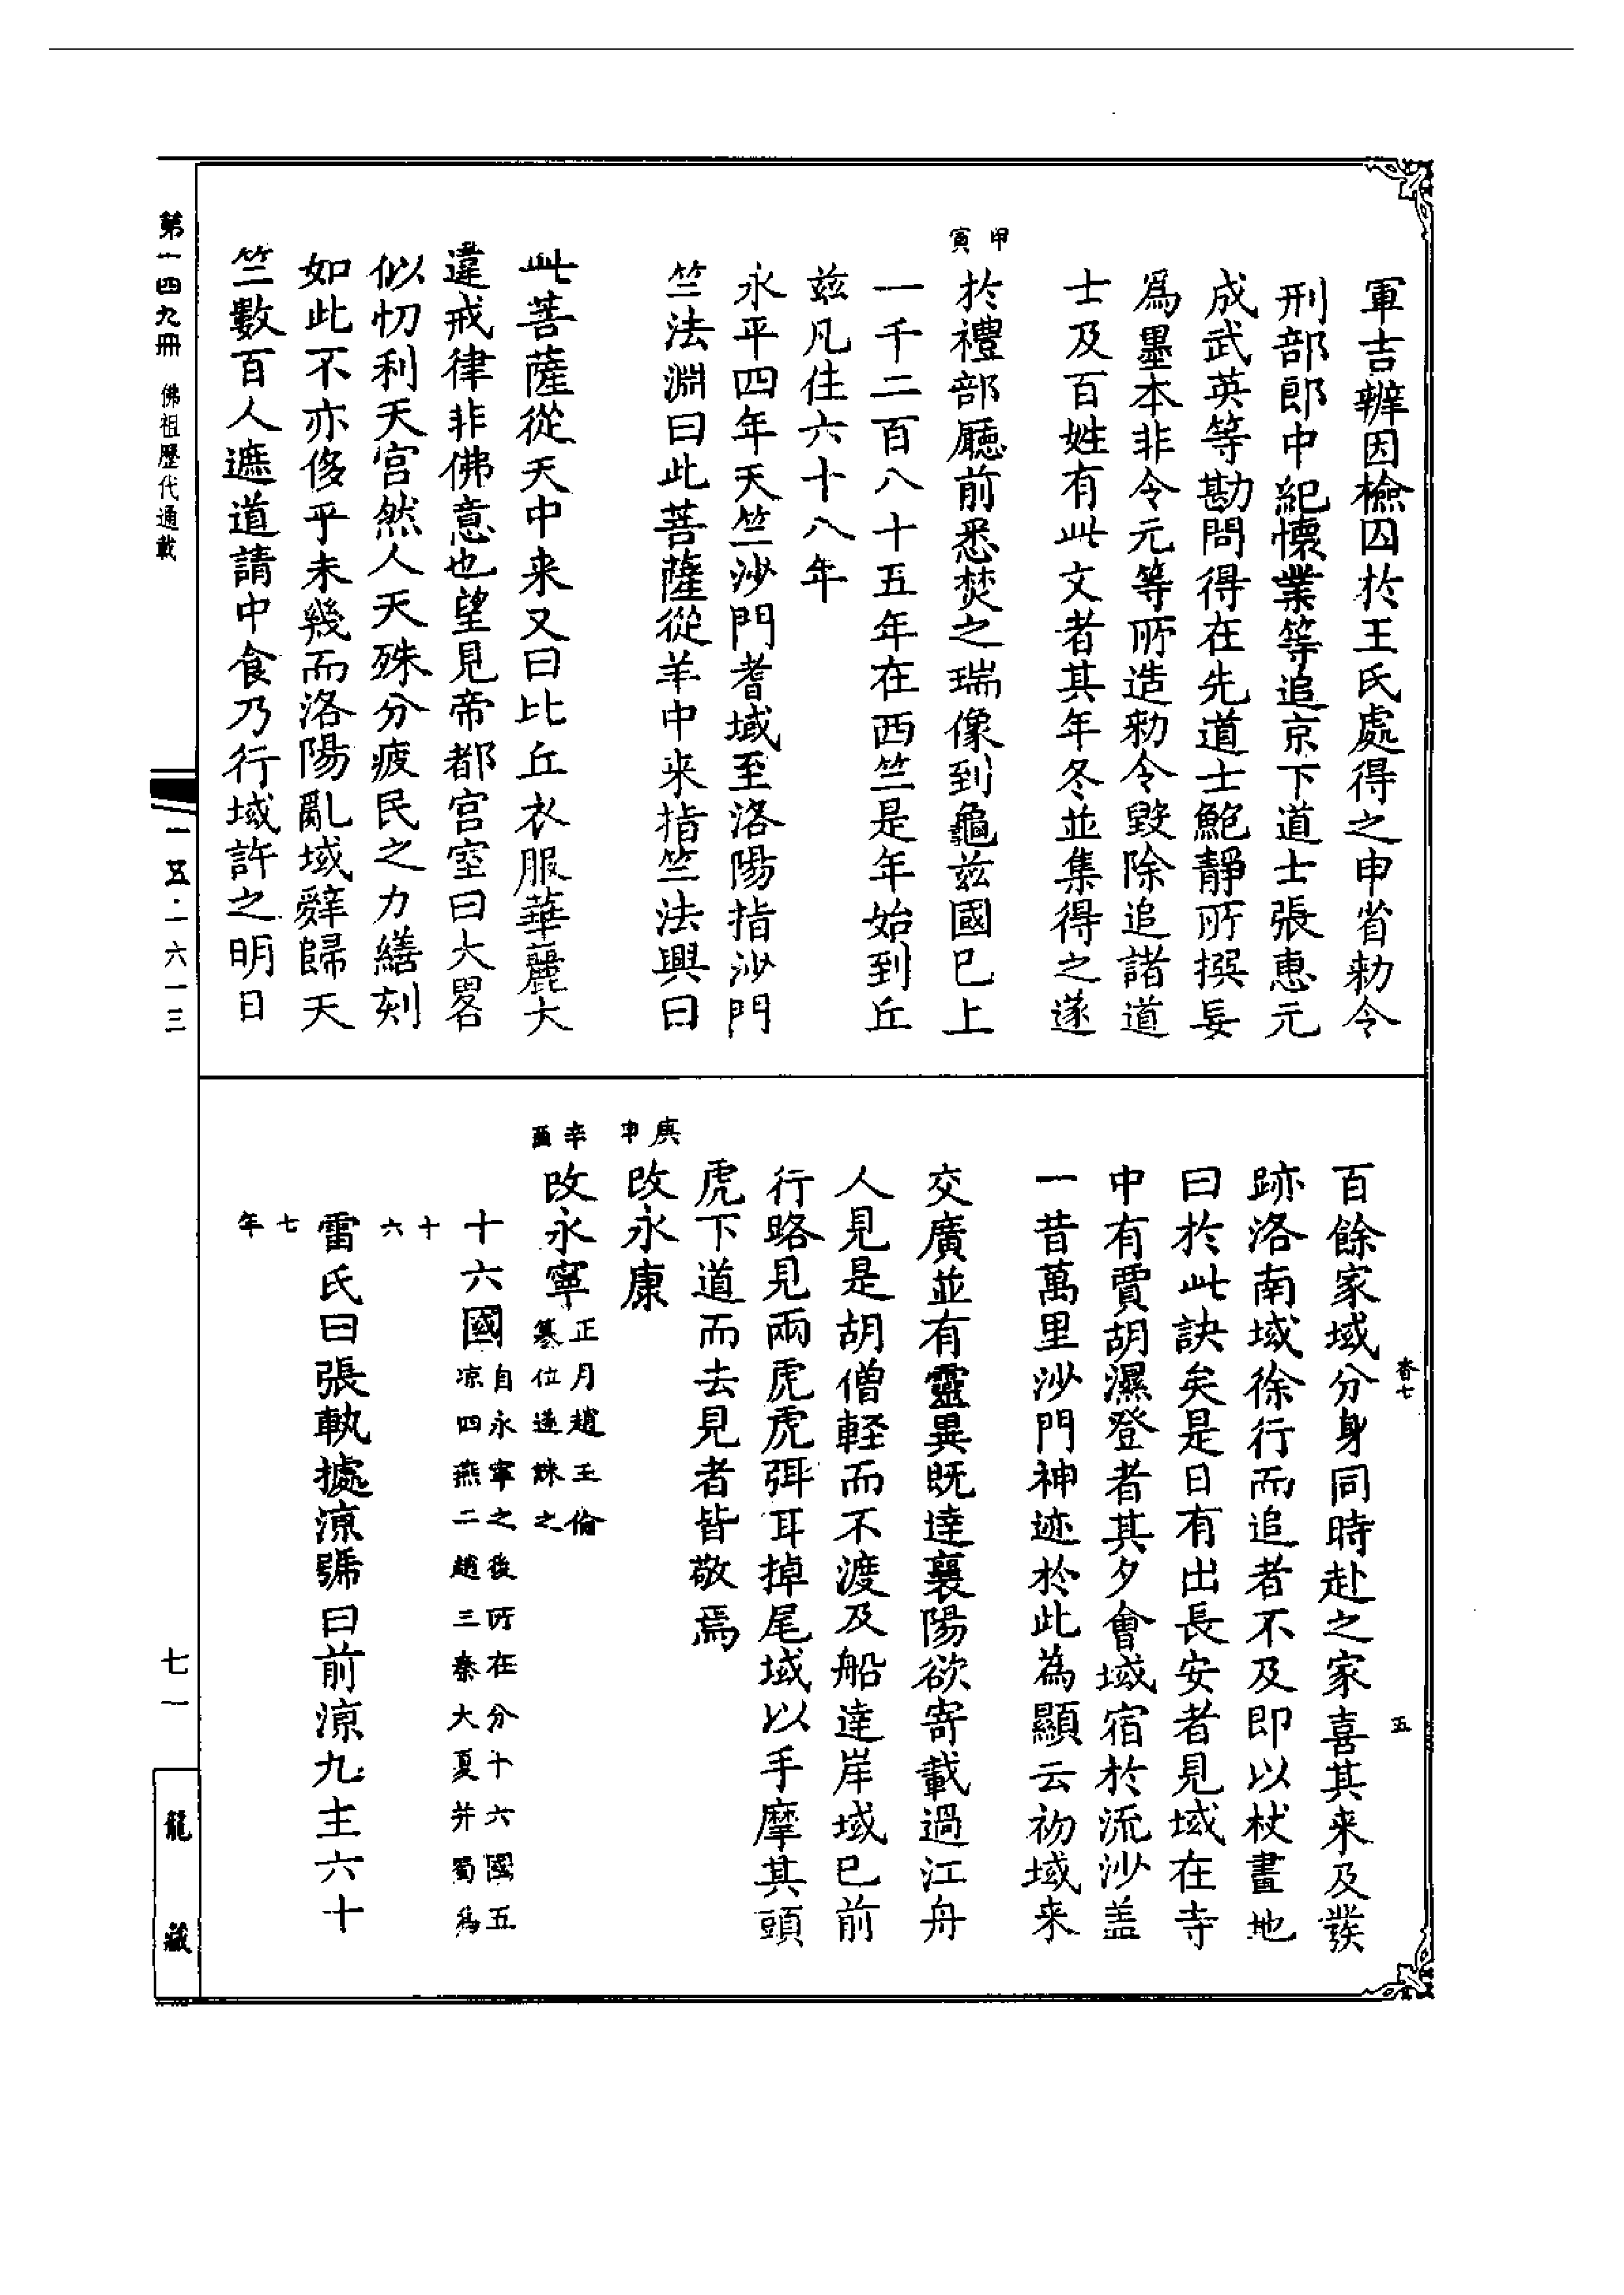 軍吉辦因檢囚於王氏處得之申省勅令
刑部郎中紀懷業等追京下道士張惠元
成武英等勘問得在先道士鮑靜所撰妄
爲墨本非令元等所造勅令毀除追諸道
士及百姓有此文者其年冬並集得之遂
甲寅
於禮部廳前悉焚之瑞像到龜茲國已上
一千二百八十五年在西竺是年始到丘
茲凡住六十八年
永平四年天竺沙門耆域至洛陽指沙門
竺法淵曰此菩薩從羊中来指竺法興曰
此菩薩從天中来又曰比丘衣服華麗大
違戒律非佛意也望見帝都宫室曰大畧
似忉利天宫然人天殊分疲民之力繕刻
如此不亦侈乎未幾而洛陽亂域辭歸天
竺數百人遮道請中食乃行域許之明日
百餘家域分身同時赴之家喜其来及發
跡洛南域徐行而追者不及即以杖畫地
曰於此訣矣是日有出長安者見域在寺
中有賈胡濕登者其夕會域宿於流沙盖
一昔萬里沙門神迹於此為顯云初域来
交廣並有靈異既達襄陽欲寄載過江舟
人見是胡僧軽而不渡及船達岸域已前
行路見兩虎虎弭耳掉尾域以手摩其頭
虎下道而去見者皆敬焉
庚申
改永康
辛酉
改永寧
正月趙王倫
篡位遂誅之
十六國
自永寧之後所在分十六國五
凉四燕二趙三秦大夏并蜀爲
十六
雷氏曰張軌據凉號曰前凉九主六十
七年
第一四九冊 佛祖歷代通載
一五·一六一三
七一
龍藏
沓七
五